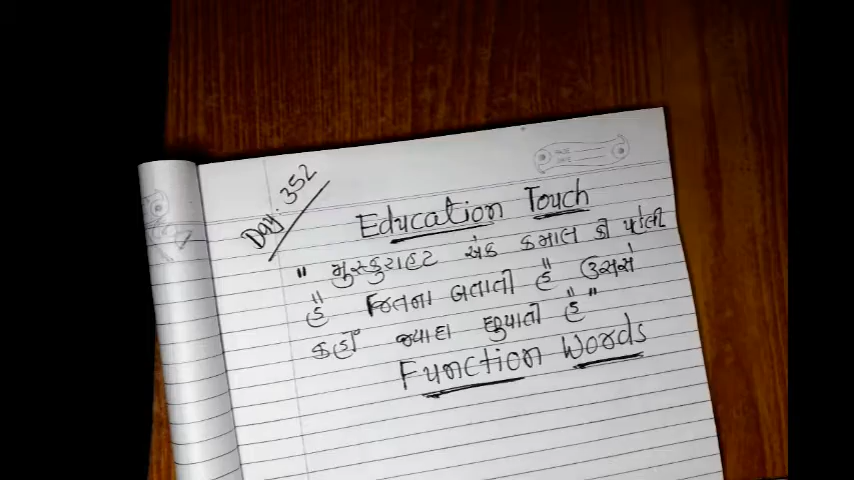 Day: 352
Education Touch
" મુસ્કુરાહટ એક કમાલ કી પહેલી
હૈ" જિતના બતાતી હૈ" ઉસસે
કહીં જ્યાદા છુપાતી હૈ" "
Function Words